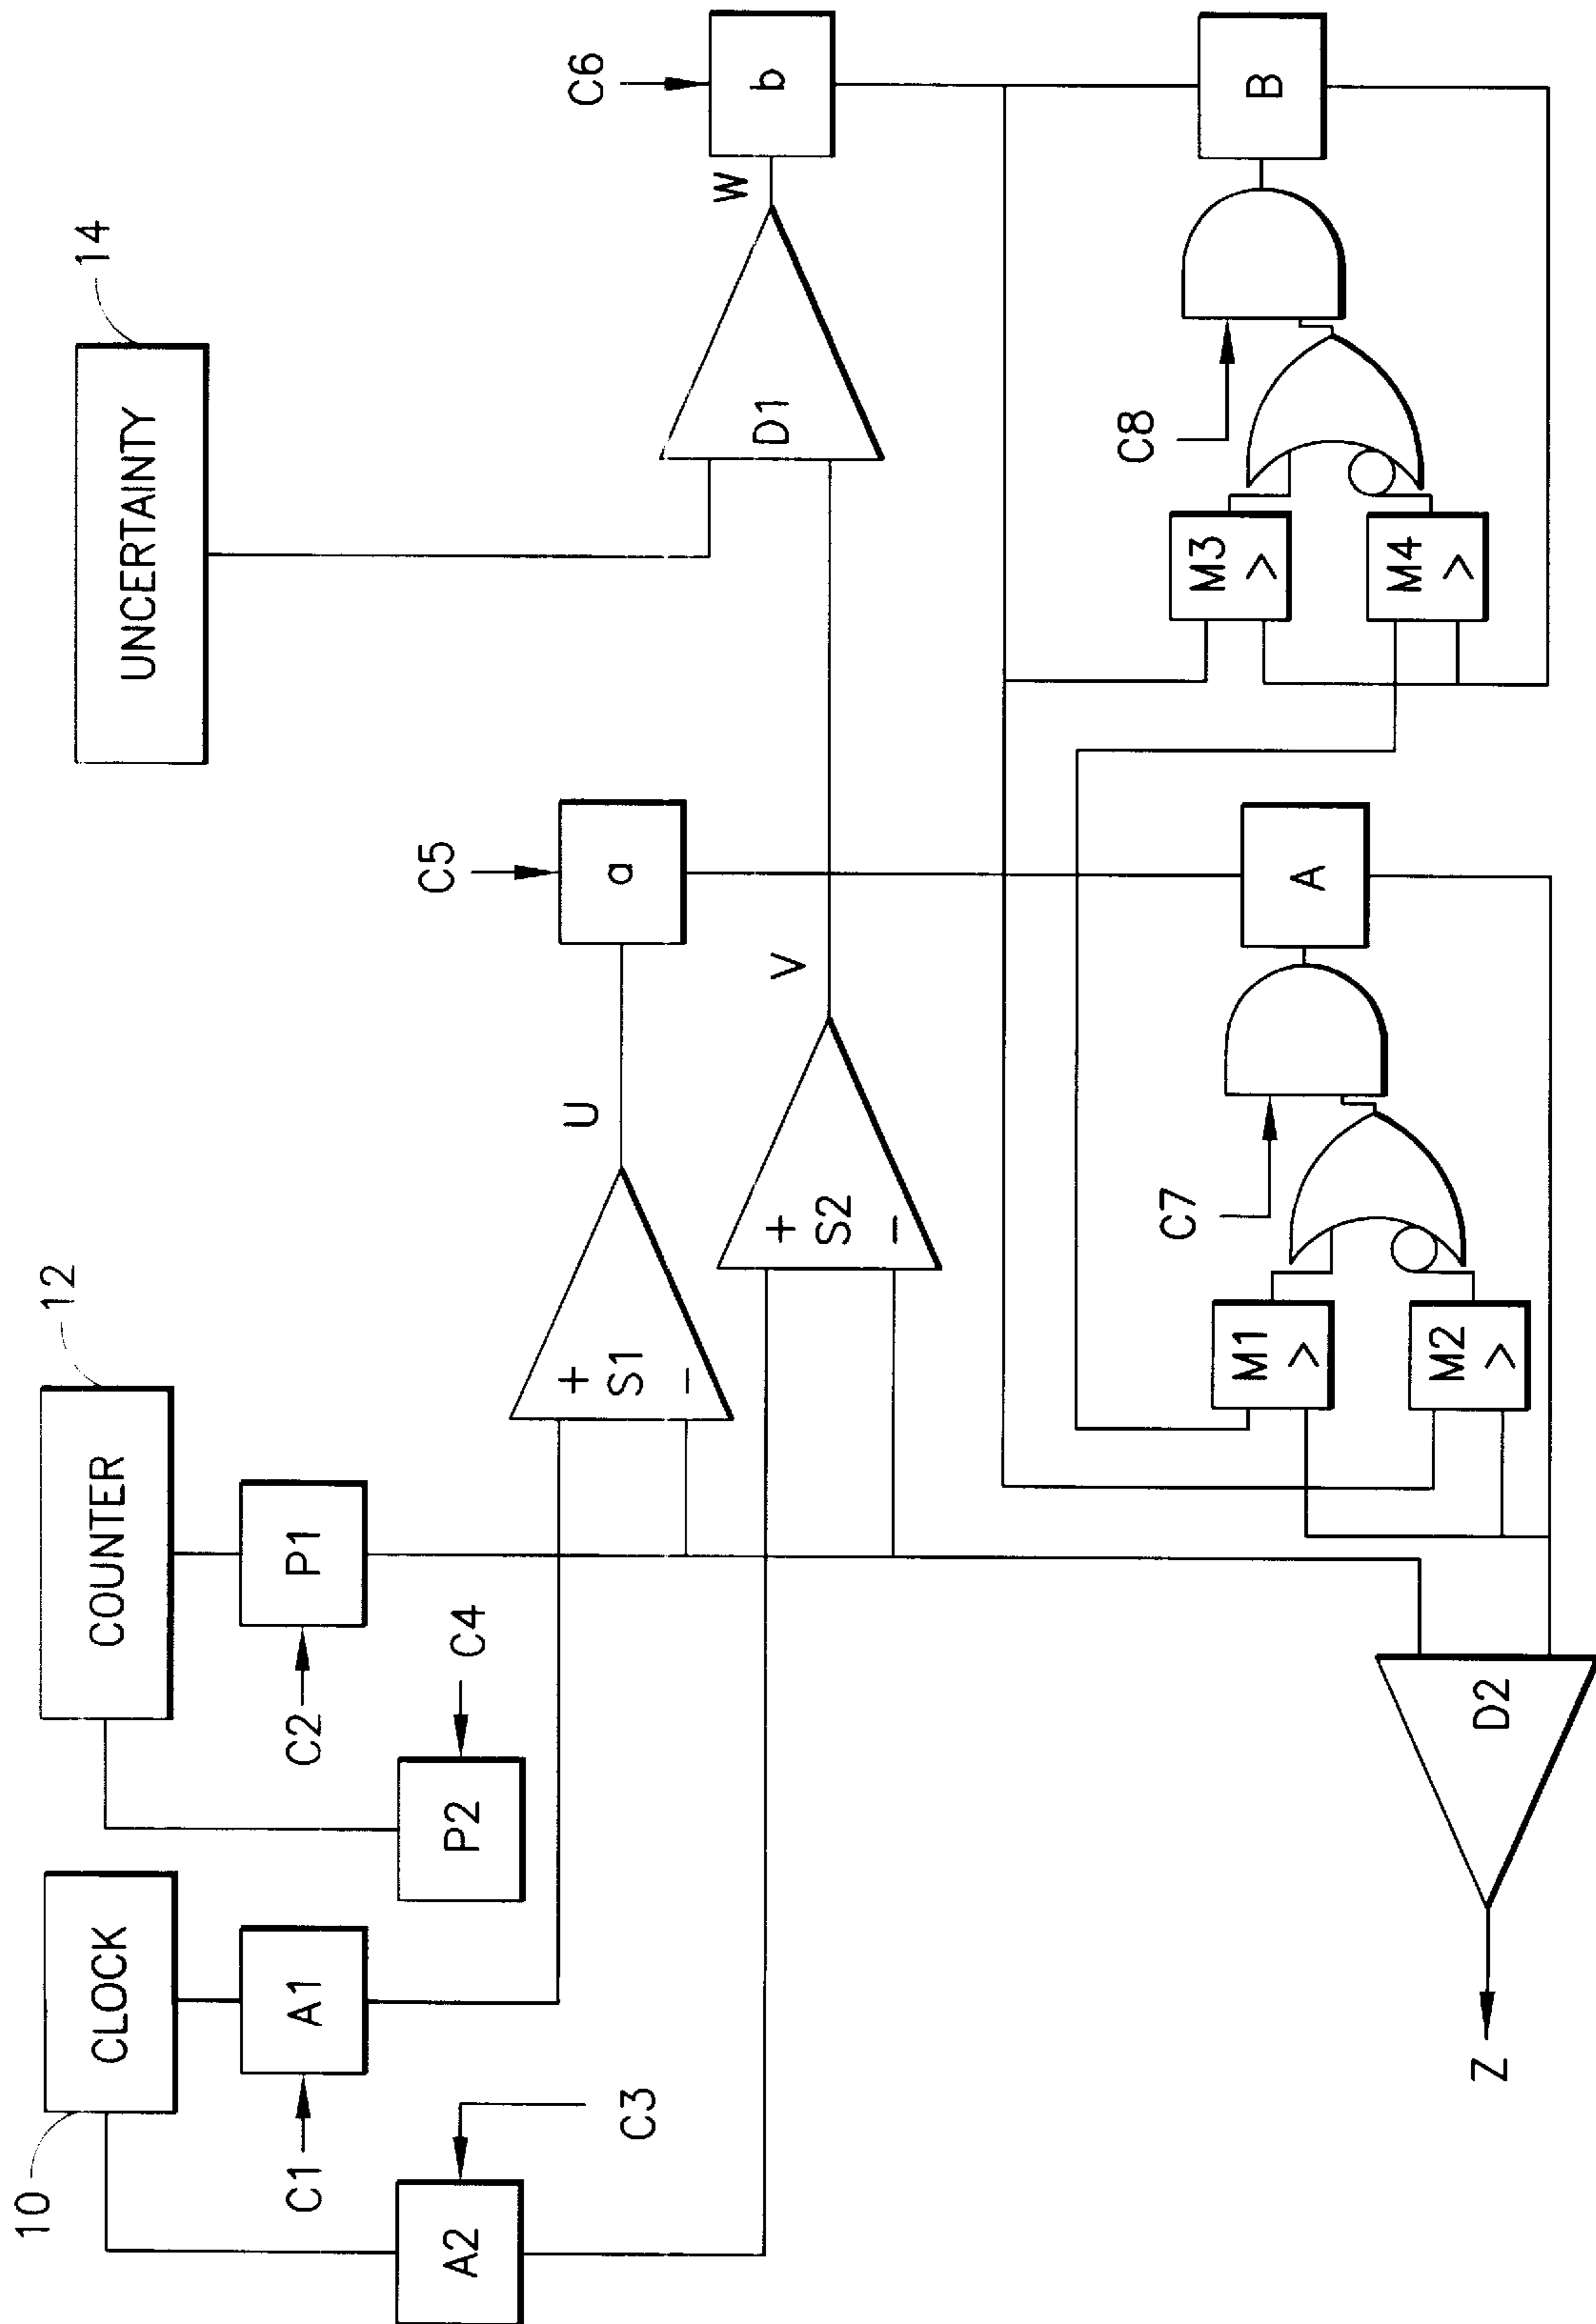 10
CLOCK
12
COUNTER
14
UNCERTAINTY
C1
A1
C2
P1
A2
C3
P2
C4
+
S1
−
U
C5
a
+
S2
−
V
D1
W
C6
b
M1
>
M2
>
C7
A
M3
>
M4
>
C8
B
D2
Z